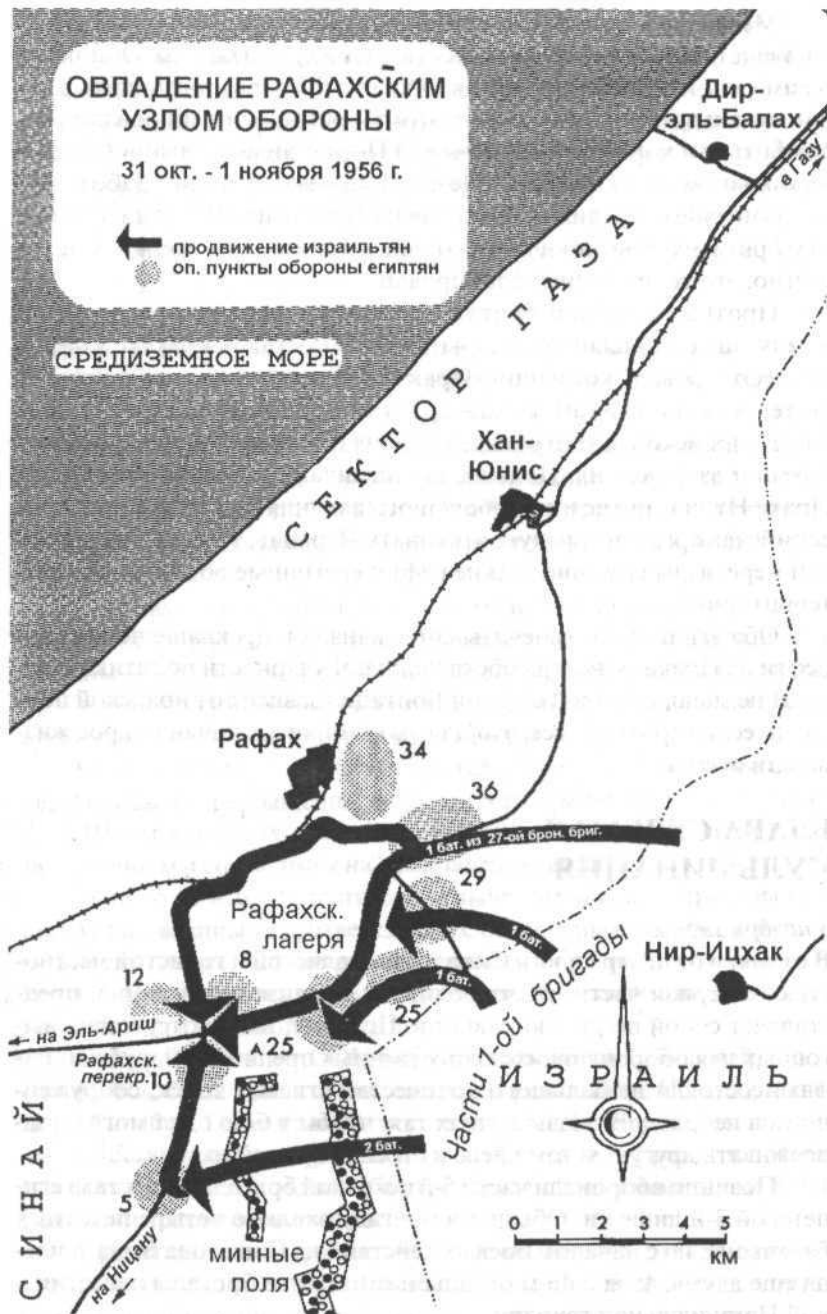 ОВЛАДЕНИЕ РАФАХСКИМ
УЗЛОМ ОБОРОНЫ
31 окт. - 1 ноября 1956 г.
продвижение израильтян
оп. пункты обороны египтян
СРЕДИЗЕМНОЕ МОРЕ
Дир-
эль-Балах
в Газу
СЕКТОР ГАЗА
Хан-
Юнис
Рафах
34
36
1 бат. из 27-ой брон. бриг.
29
Рафахск.
лагеря
1 бат.
Нир-Ицхак
12
8
1 бат.
25
Части 1-ой бригады
на Эль-Ариш
Рафахск.
перекр.
10
25
ИЗРАИЛЬ
С
2 бат.
5
СИНАЙ
на Ницану
минные
поля
0 1 2 3 4 5
км